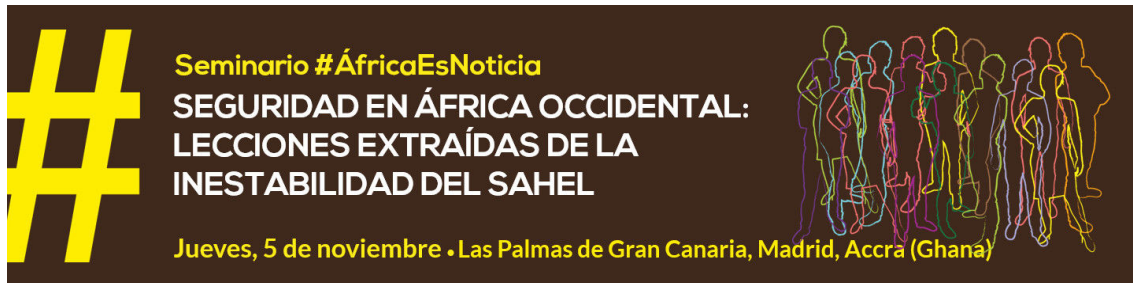 #
Seminario #ÁfricaEsNoticia
SEGURIDAD EN ÁFRICA OCCIDENTAL:
LECCIONES EXTRAÍDAS DE LA
INESTABILIDAD DEL SAHEL
Jueves, 5 de noviembre • Las Palmas de Gran Canaria, Madrid, Accra (Ghana)